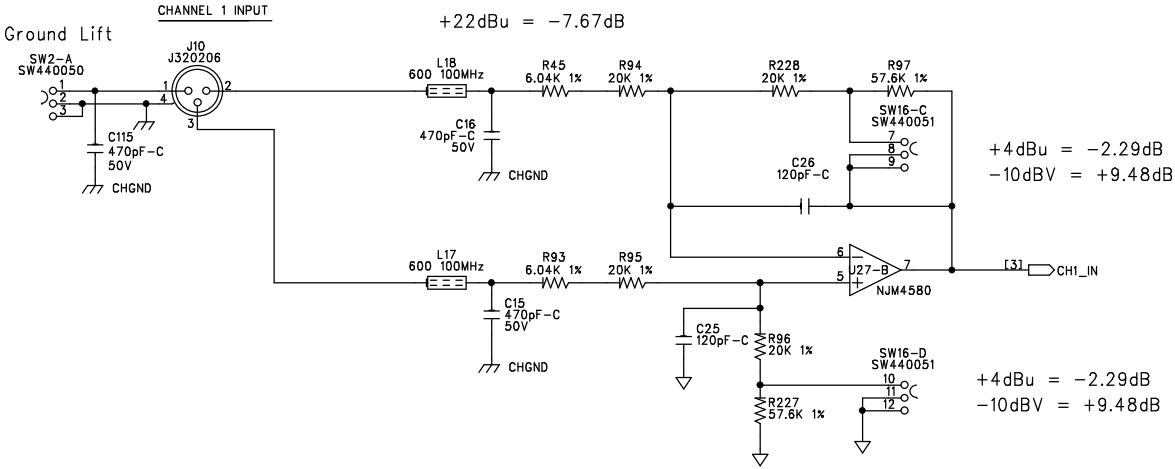 CHANNEL 1 INPUT
+22dBu = -7.67dB
Ground Lift
SW2-A
SW440050
1
2
3
J10
J320206
1
4
2
3
C115
470pF-C
50V
CHGND
L18
600 100MHz
C16
470pF-C
50V
CHGND
R45
6.04K 1%
R94
20K 1%
R228
20K 1%
R97
57.6K 1%
SW16-C
SW440051
7
8
9
C26
120pF-C
+4dBu = -2.29dB
-10dBV = +9.48dB
L17
600 100MHz
C15
470pF-C
50V
CHGND
R93
6.04K 1%
R95
20K 1%
6
5
7
U27-B
NJM4580
[3]
CH1_IN
C25
120pF-C
R96
20K 1%
R227
57.6K 1%
SW16-D
SW440051
10
11
12
+4dBu = -2.29dB
-10dBV = +9.48dB